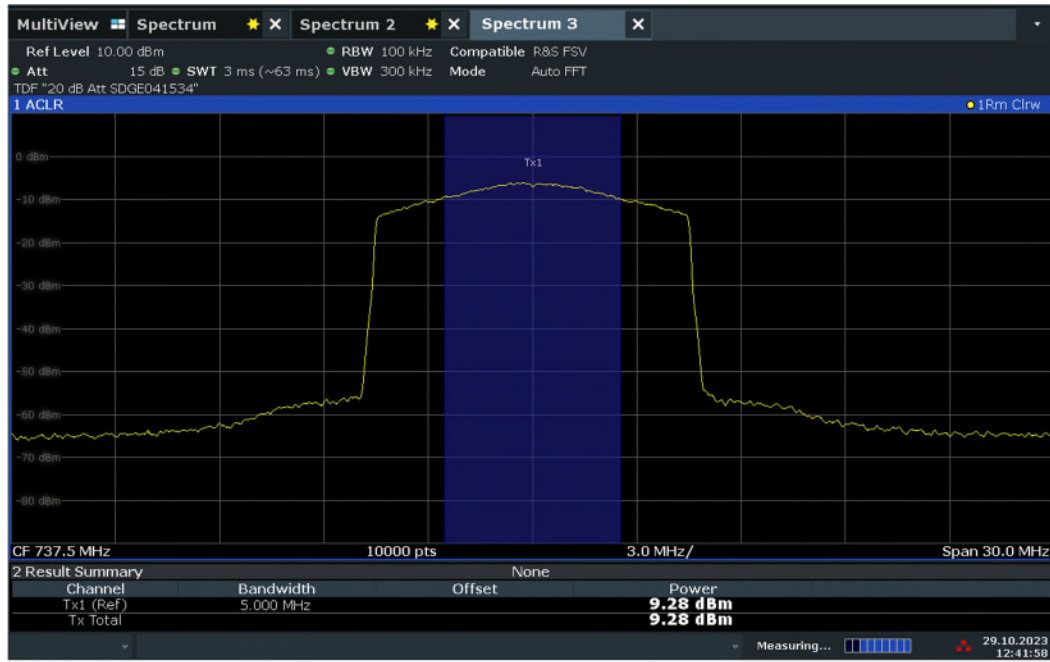 MultiView Spectrum ✕ Spectrum 2 ✕ Spectrum 3 ✕
Ref Level 10.00 dBm RBW 100 kHz Compatible R&S FSV
Att 15 dB SWT 3 ms (~63 ms) VBW 300 kHz Mode Auto FFT
TDF "20 dB Att SDGE041534"
1 ACLR 1Rm Clrw
0 dBm
Tx1
-10 dBm
-20 dBm
-30 dBm
-40 dBm
-50 dBm
-60 dBm
-70 dBm
-80 dBm
CF 737.5 MHz 10000 pts 3.0 MHz/ Span 30.0 MHz
2 Result Summary None
Channel Bandwidth Offset Power
Tx1 (Ref) 5.000 MHz 9.28 dBm
Tx Total 9.28 dBm
Measuring... 29.10.2023
12:41:58